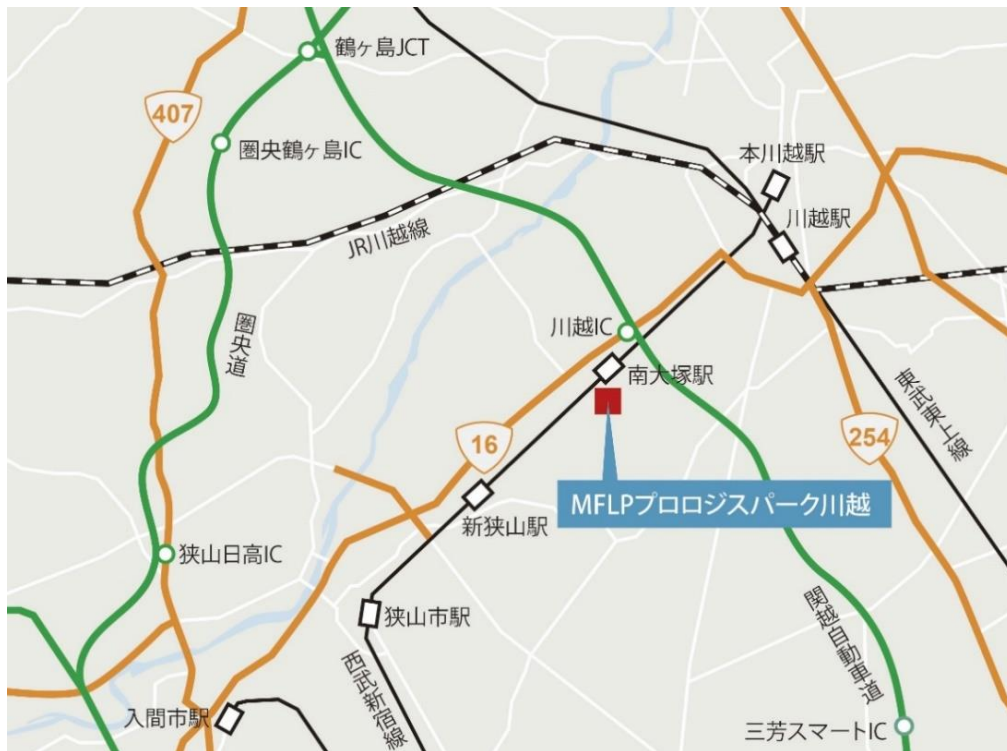 鶴ヶ島JCT
407
圏央鶴ヶ島IC
本川越駅
川越駅
JR川越線
圏央道
川越IC
南大塚駅
東武東上線
16
254
MFLPプロロジスパーク川越
新狭山駅
狭山日高IC
狭山市駅
関越自動車道
西武新宿線
入間市駅
三芳スマートIC